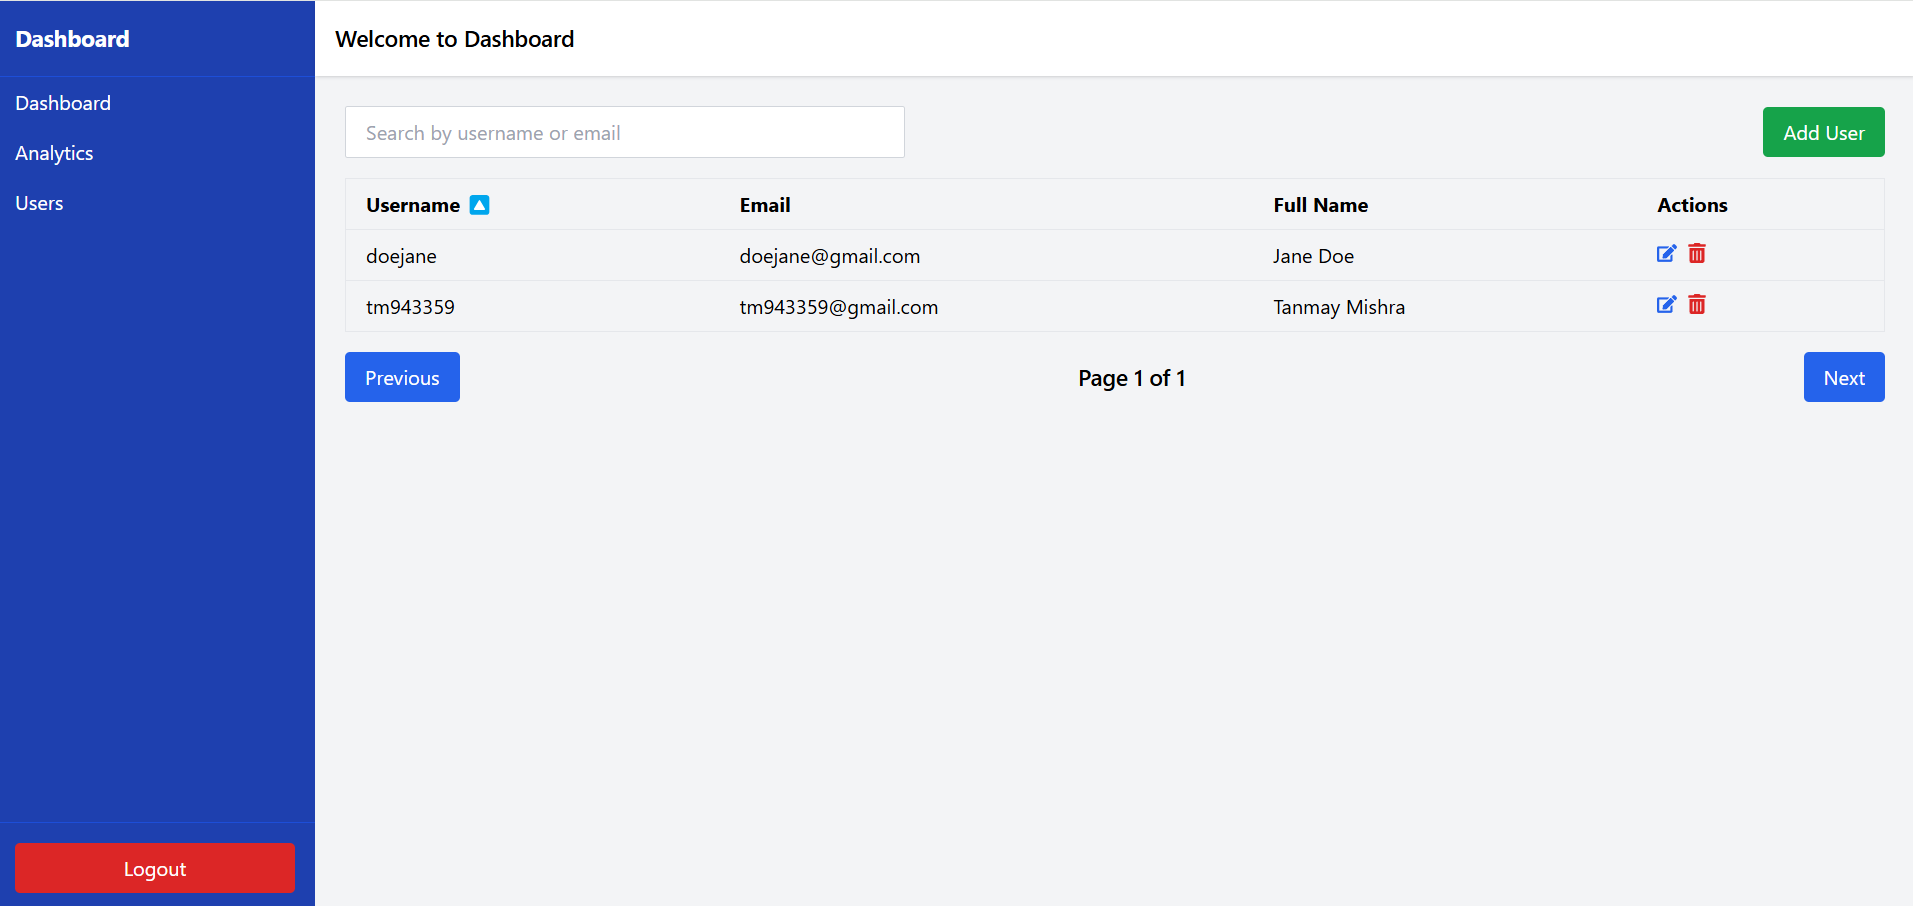 Dashboard
Welcome to Dashboard
Dashboard
Analytics
Users
Logout
Search by username or email
Add User
Username Email Full Name Actions
doejane doejane@gmail.com Jane Doe
tm943359 tm943359@gmail.com Tanmay Mishra
Previous Page 1 of 1 Next